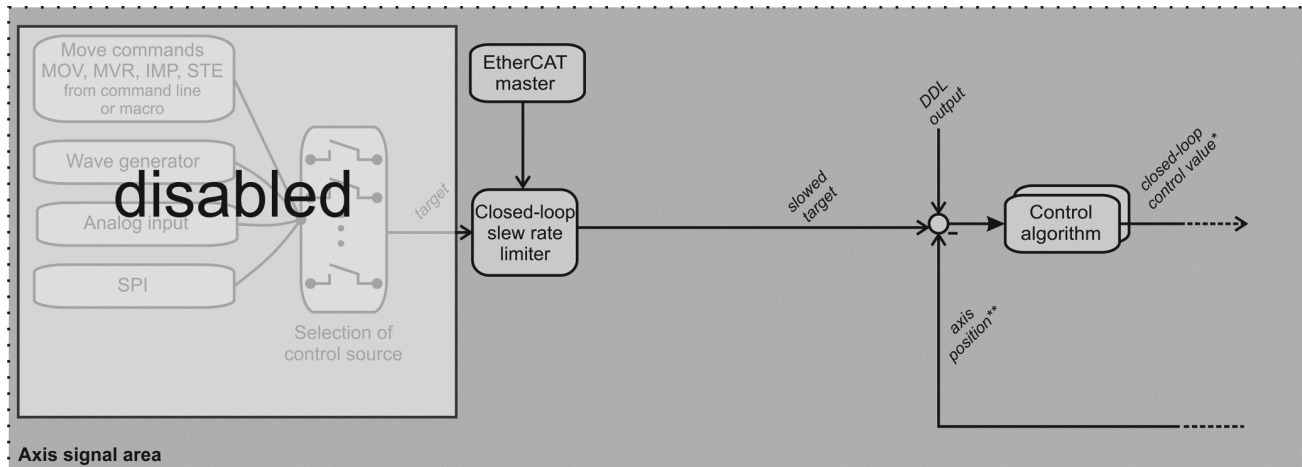 Move commands
MOV, MVR, IMP, STE
from command line
or macro
Wave generator
disabled
Analog input
SPI
Selection of
control source
target
EtherCAT
master
Closed-loop
slew rate
limiter
slowed
target
DDL
output
axis
position**
Control
algorithm
closed-loop
control value*
Axis signal area